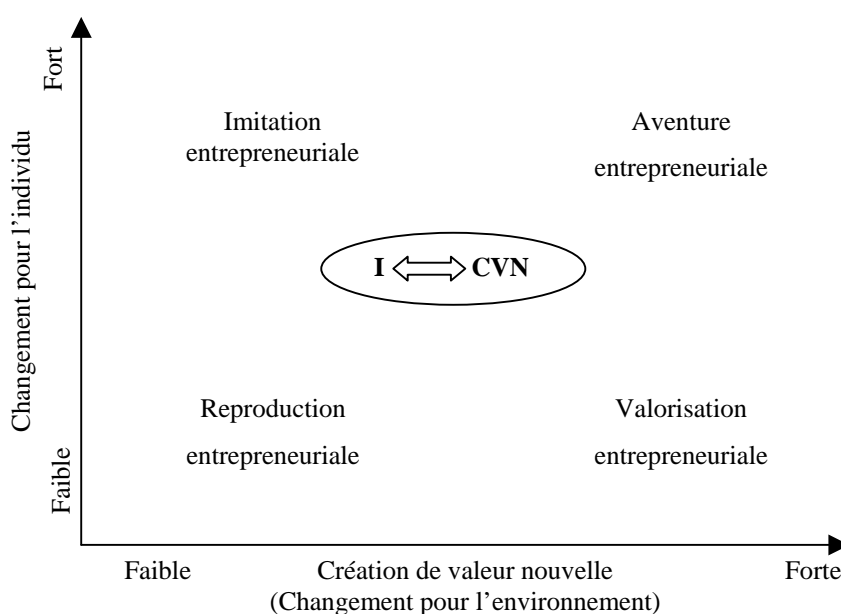 Fort
Changement pour l'individu
Faible
Imitation
entrepreneuriale
Aventure
entrepreneuriale
I CVN
Reproduction
entrepreneuriale
Valorisation
entrepreneuriale
Faible Création de valeur nouvelle Forte
(Changement pour l'environnement)